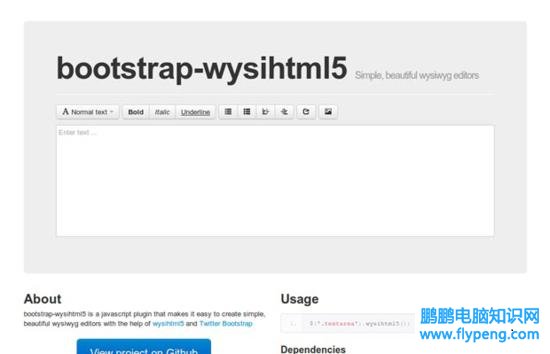 bootstrap-wysihtml5 Simple, beautiful wysiwyg editors
A Normal text Bold Italic Underline
Enter text ...
About
bootstrap-wysihtml5 is a javascript plugin that makes it easy to create simple,
beautiful wysiwyg editors with the help of wysihtml5 and Twitter Bootstrap
View project on Github
Usage
1. $(".textarea").wysihtml5();
Dependencies
鹏鹏电脑知识网
www.flypeng.com